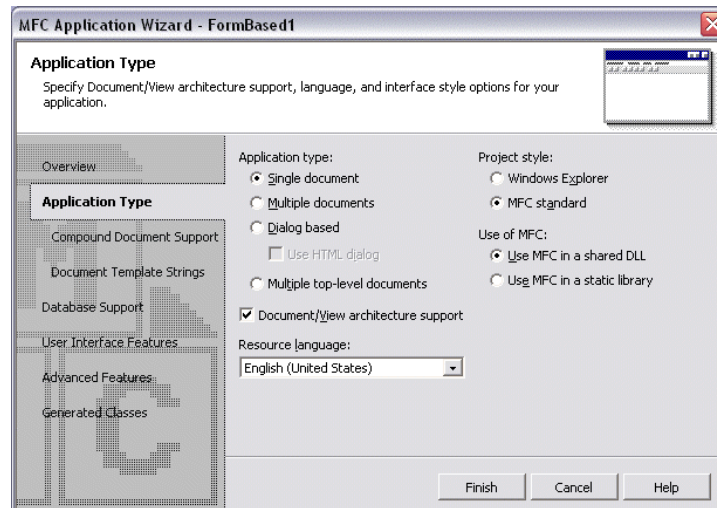 MFC Application Wizard - FormBased1
Application Type
Specify Document/View architecture support, language, and interface style options for your
application.
Overview
Application Type
Compound Document Support
Document Template Strings
Database Support
User Interface Features
Advanced Features
Generated Classes
Application type:
Single document
Multiple documents
Dialog based
Use HTML dialog
Multiple top-level documents
Document/View architecture support
Resource language:
English (United States)
Project style:
Windows Explorer
MFC standard
Use of MFC:
Use MFC in a shared DLL
Use MFC in a static library
Finish
Cancel
Help